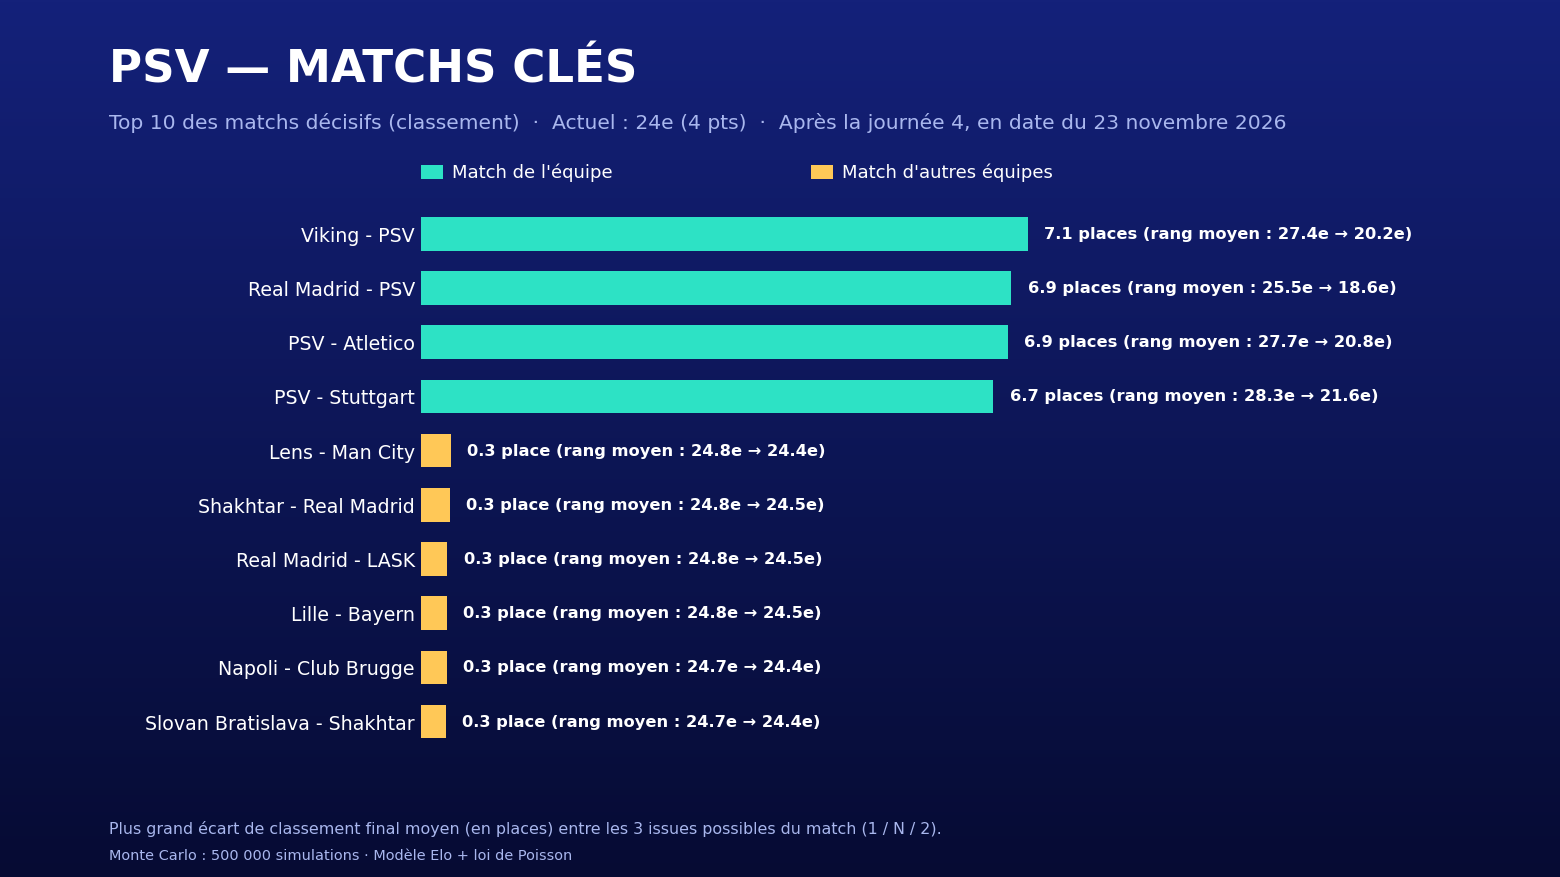 PSV — MATCHS CLÉS
Top 10 des matchs décisifs (classement)  ·  Actuel : 24e (4 pts)  ·  Après la journée 4, en date du 23 novembre 2026
Match de l'équipe
Match d'autres équipes
Viking - PSV 7.1 places (rang moyen : 27.4e → 20.2e)
Real Madrid - PSV 6.9 places (rang moyen : 25.5e → 18.6e)
PSV - Atletico 6.9 places (rang moyen : 27.7e → 20.8e)
PSV - Stuttgart 6.7 places (rang moyen : 28.3e → 21.6e)
Lens - Man City 0.3 place (rang moyen : 24.8e → 24.4e)
Shakhtar - Real Madrid 0.3 place (rang moyen : 24.8e → 24.5e)
Real Madrid - LASK 0.3 place (rang moyen : 24.8e → 24.5e)
Lille - Bayern 0.3 place (rang moyen : 24.8e → 24.5e)
Napoli - Club Brugge 0.3 place (rang moyen : 24.7e → 24.4e)
Slovan Bratislava - Shakhtar 0.3 place (rang moyen : 24.7e → 24.4e)
Plus grand écart de classement final moyen (en places) entre les 3 issues possibles du match (1 / N / 2).
Monte Carlo : 500 000 simulations · Modèle Elo + loi de Poisson